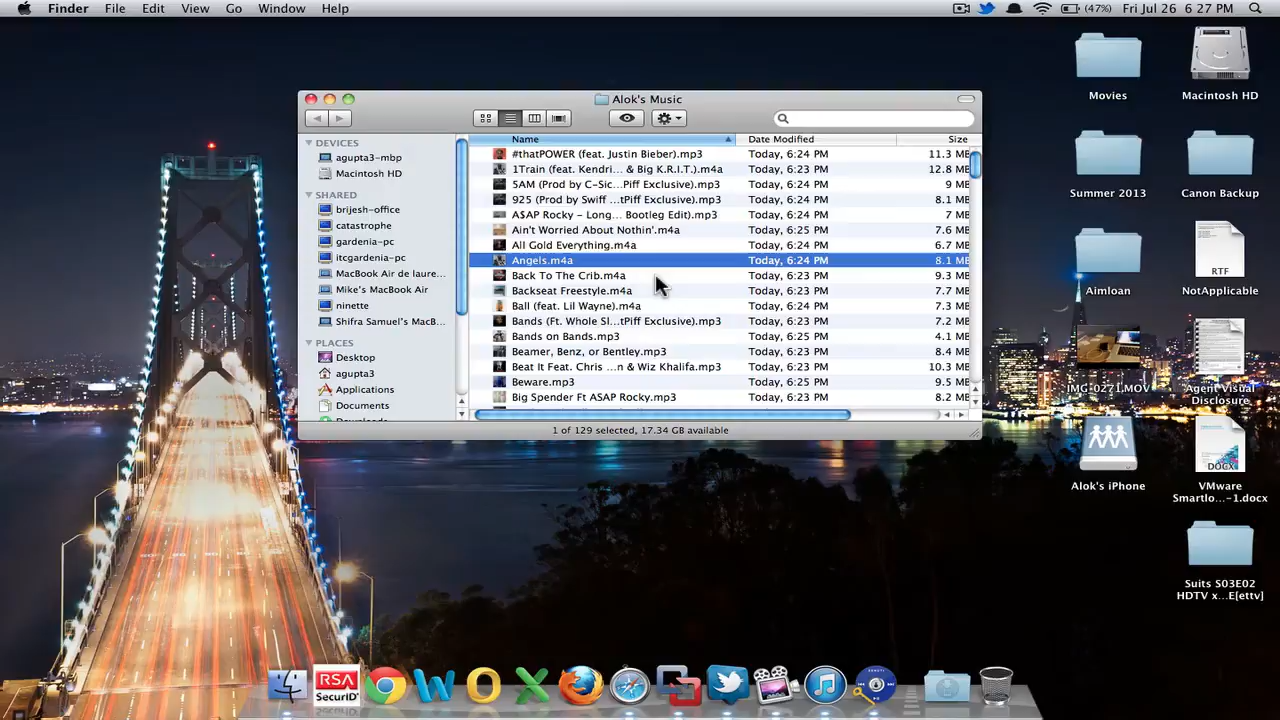 Finder File Edit View Go Window Help (47%) Fri Jul 26 6:27 PM
Alok's Music
DEVICES
agupta3-mbp
Macintosh HD
SHARED
brijesh-office
catastrophe
gardenia-pc
itcgardenia-pc
MacBook Air de laure...
Mike's MacBook Air
ninette
Shifra Samuel's MacB...
PLACES
Desktop
agupta3
Applications
Documents
Name Date Modified Size
#thatPOWER (feat. Justin Bieber).mp3 Today, 6:24 PM 11.3 MB
1Train (feat. Kendri... & Big K.R.I.T.).m4a Today, 6:23 PM 12.8 MB
5AM (Prod by C-Sic...Piff Exclusive).mp3 Today, 6:24 PM 9 MB
925 (Prod by Swiff ...tPiff Exclusive).mp3 Today, 6:23 PM 8.1 MB
A$AP Rocky - Long... Bootleg Edit).mp3 Today, 6:24 PM 7 MB
Ain't Worried About Nothin'.m4a Today, 6:25 PM 7.6 MB
All Gold Everything.m4a Today, 6:24 PM 6.7 MB
Angels.m4a Today, 6:24 PM 8.1 MB
Back To The Crib.m4a Today, 6:23 PM 9.3 MB
Backseat Freestyle.m4a Today, 6:23 PM 7.7 MB
Ball (feat. Lil Wayne).m4a Today, 6:24 PM 7.3 MB
Bands (Ft. Whole Sl...tPiff Exclusive).mp3 Today, 6:23 PM 7.2 MB
Bands on Bands.mp3 Today, 6:25 PM 4.1 MB
Beamer, Benz, or Bentley.mp3 Today, 6:23 PM 8.4 MB
Beat It Feat. Chris ...n & Wiz Khalifa.mp3 Today, 6:23 PM 10.3 MB
Beware.mp3 Today, 6:25 PM 9.5 MB
Big Spender Ft ASAP Rocky.mp3 Today, 6:23 PM 8.2 MB
1 of 129 selected, 17.34 GB available
Movies
Macintosh HD
Summer 2013
Canon Backup
Aimloan
RTF
NotApplicable
IMG_0271.MOV
Agent Visual
Disclosure
Alok's iPhone
DOCX
VMware
Smartlo...-1.docx
Suits S03E02
HDTV x...E[ettv]
RSA
SecurID